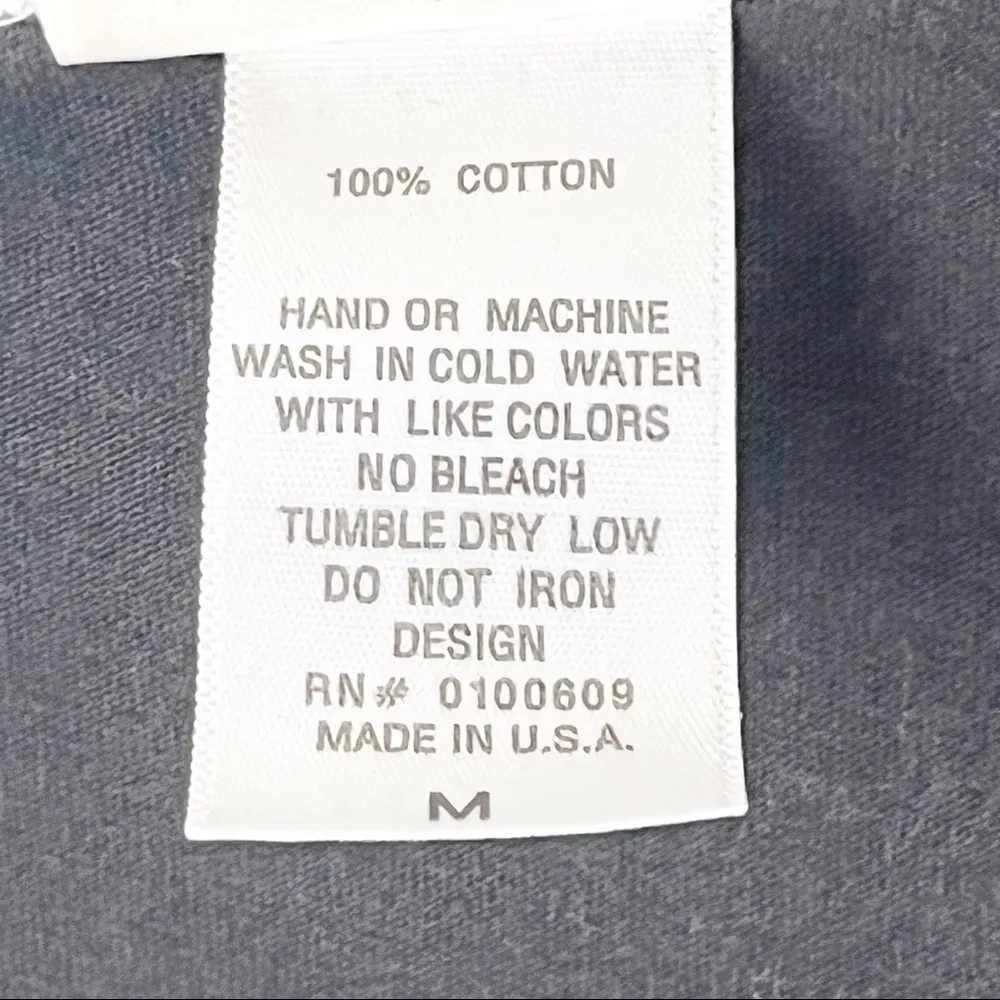 100% COTTON
HAND OR MACHINE
WASH IN COLD WATER
WITH LIKE COLORS
NO BLEACH
TUMBLE DRY LOW
DO NOT IRON
DESIGN
RN# 0100609
MADE IN U.S.A.
M